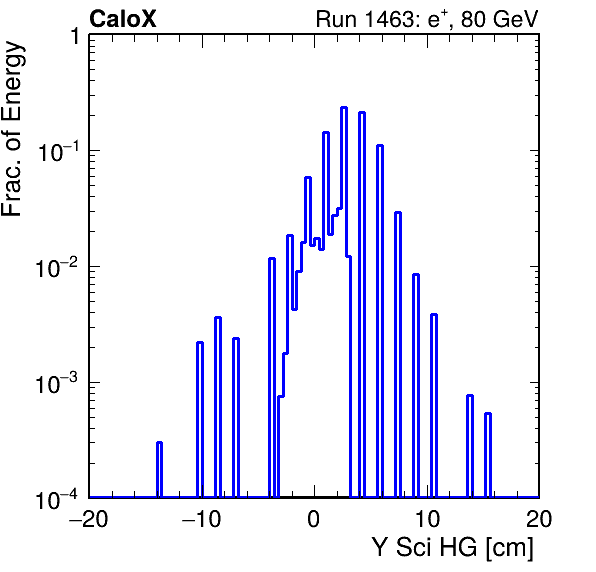 CaloX Run 1463: e⁺, 80 GeV
Frac. of Energy
1
10⁻¹
10⁻²
10⁻³
10⁻⁴
−20 −10 0 10 20
Y Sci HG [cm]